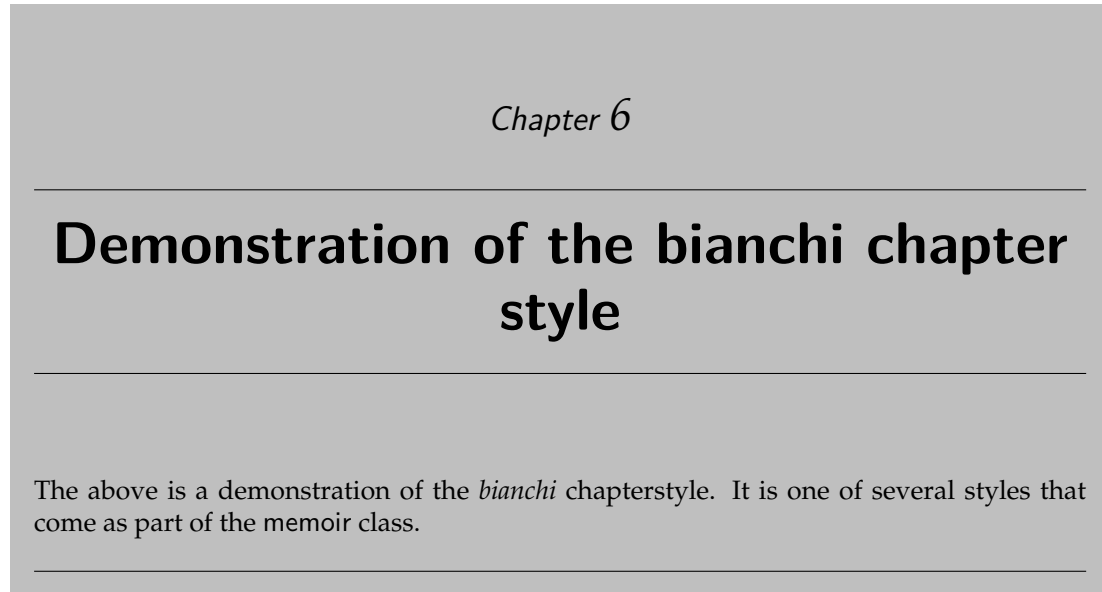 Chapter 6
Demonstration of the bianchi chapter
style
The above is a demonstration of the bianchi chapterstyle. It is one of several styles that
come as part of the memoir class.